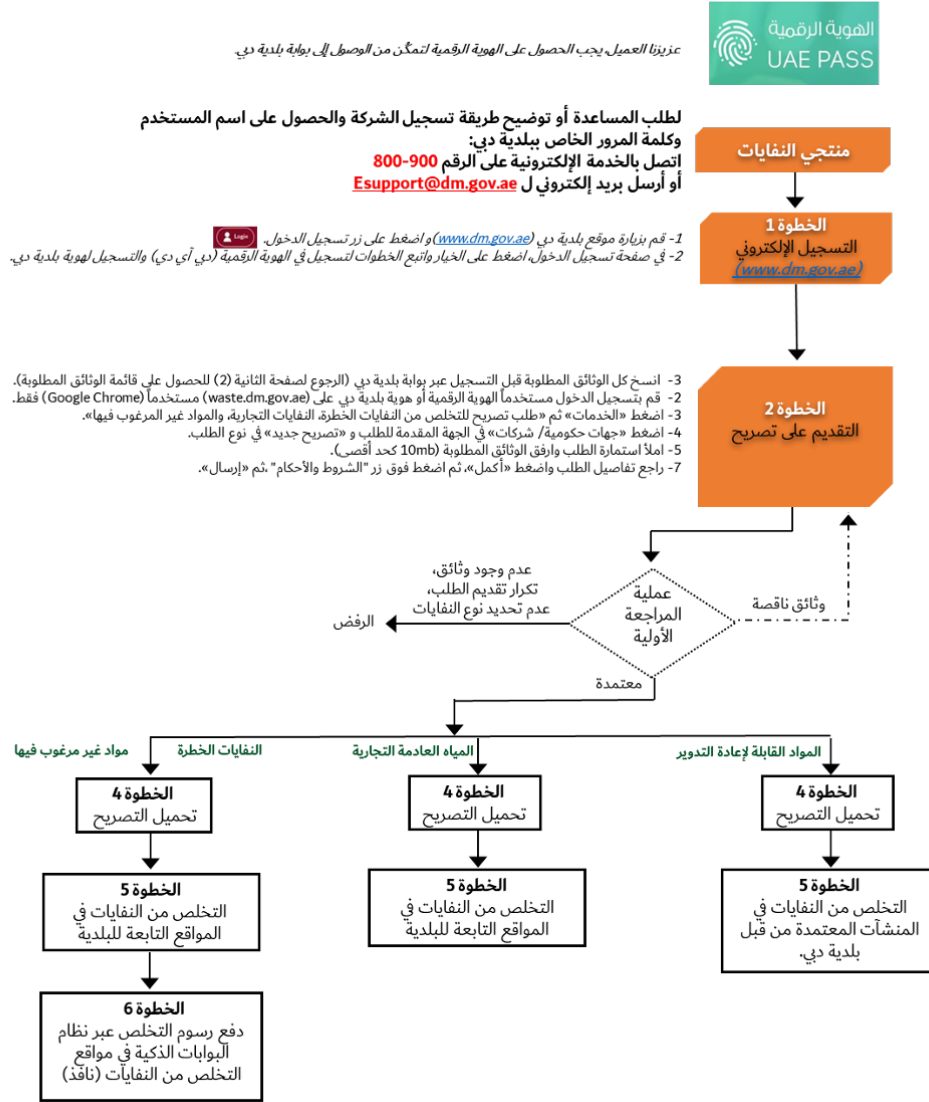 الهوية الرقمية
UAE PASS
عزيزنا العميل، يجب الحصول على الهوية الرقمية لتمكّن من الوصول إلى بوابة بلدية دبي.
لطلب المساعدة أو توضيح طريقة تسجيل الشركة والحصول على اسم المستخدم
وكلمة المرور الخاص ببلدية دبي:
اتصل بالخدمة الإلكترونية على الرقم 900-800
أو أرسل بريد إلكتروني ل Esupport@dm.gov.ae
منتجي النفايات
الخطوة 1
التسجيل الإلكتروني
(www.dm.gov.ae)
1- قم بزيارة موقع بلدية دبي (www.dm.gov.ae) و اضغط على زر تسجيل الدخول. Login
2- في صفحة تسجيل الدخول، اضغط على الخيار واتبع الخطوات لتسجيل في الهوية الرقمية (دبي آي دي) والتسجيل لهوية بلدية دبي.
الخطوة 2
التقديم على تصريح
3- انسخ كل الوثائق المطلوبة قبل التسجيل عبر بوابة بلدية دبي (الرجوع لصفحة الثانية (2) للحصول على قائمة الوثائق المطلوبة).
2- قم بتسجيل الدخول مستخدماً الهوية الرقمية أو هوية بلدية دبي على (waste.dm.gov.ae) مستخدماً (Google Chrome) فقط.
3- اضغط «الخدمات» ثم «طلب تصريح للتخلص من النفايات الخطرة، النفايات التجارية، والمواد غير المرغوب فيها».
4- اضغط «جهات حكومية/ شركات» في الجهة المقدمة للطلب و «تصريح جديد» في نوع الطلب.
5- املأ استمارة الطلب وارفق الوثائق المطلوبة (10mb كحد أقصى).
7- راجع تفاصيل الطلب واضغط «أكمل»، ثم اضغط فوق زر "الشروط والأحكام" ،ثم «إرسال».
عملية
المراجعة
الأولية
وثائق ناقصة
عدم وجود وثائق،
تكرار تقديم الطلب،
عدم تحديد نوع النفايات
الرفض
معتمدة
المواد القابلة لإعادة التدوير
المياه العادمة التجارية
النفايات الخطرة
مواد غير مرغوب فيها
الخطوة 4
تحميل التصريح
الخطوة 4
تحميل التصريح
الخطوة 4
تحميل التصريح
الخطوة 5
التخلص من النفايات في
المنشآت المعتمدة من قبل
بلدية دبي.
الخطوة 5
التخلص من النفايات في
المواقع التابعة للبلدية
الخطوة 5
التخلص من النفايات في
المواقع التابعة للبلدية
الخطوة 6
دفع رسوم التخلص عبر نظام
البوابات الذكية في مواقع
التخلص من النفايات (نافذ)